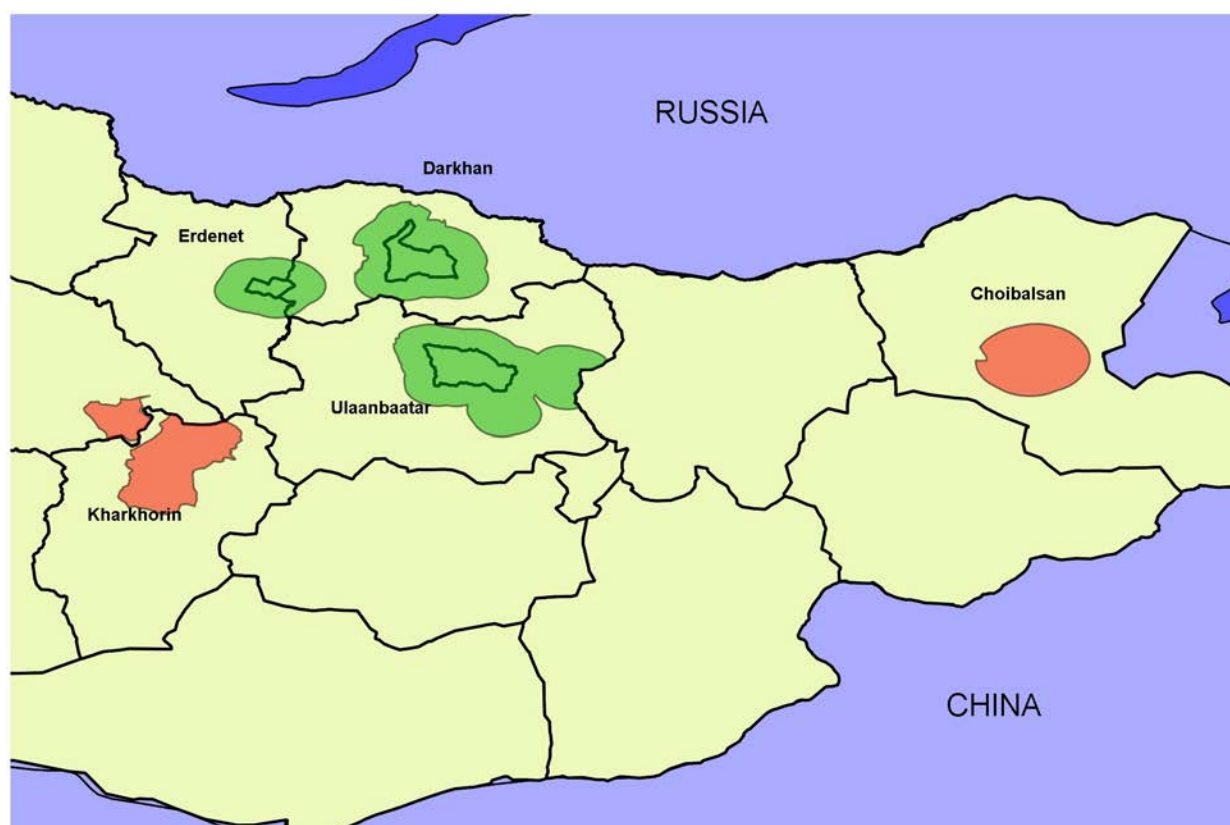 RUSSIA
Darkhan
Erdenet
Choibalsan
Ulaanbaatar
Kharkhorin
CHINA